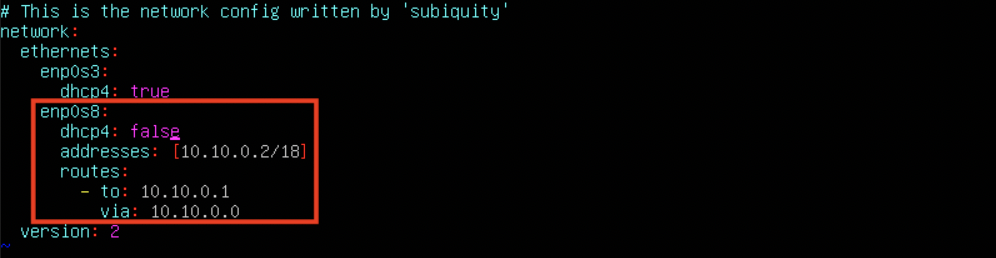 # This is the network config written by 'subiquity'
network:
  ethernets:
    enp0s3:
      dhcp4: true
    enp0s8:
      dhcp4: false
      addresses: [10.10.0.2/18]
      routes:
        - to: 10.10.0.1
          via: 10.10.0.0
  version: 2
~